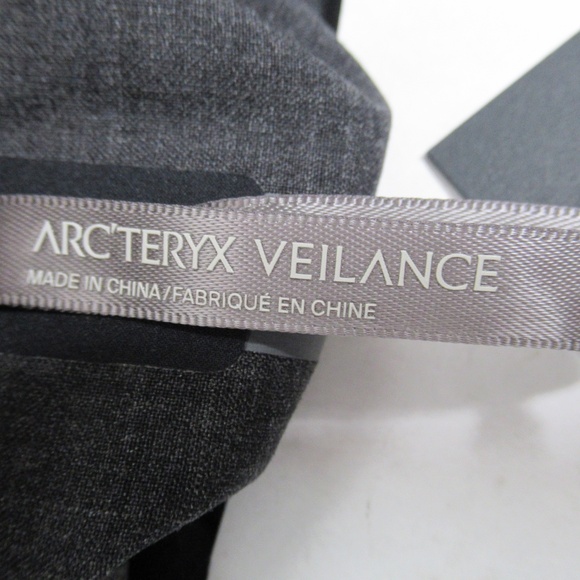 ARC'TERYX VEILANCE
MADE IN CHINA/FABRIQUÉ EN CHINE